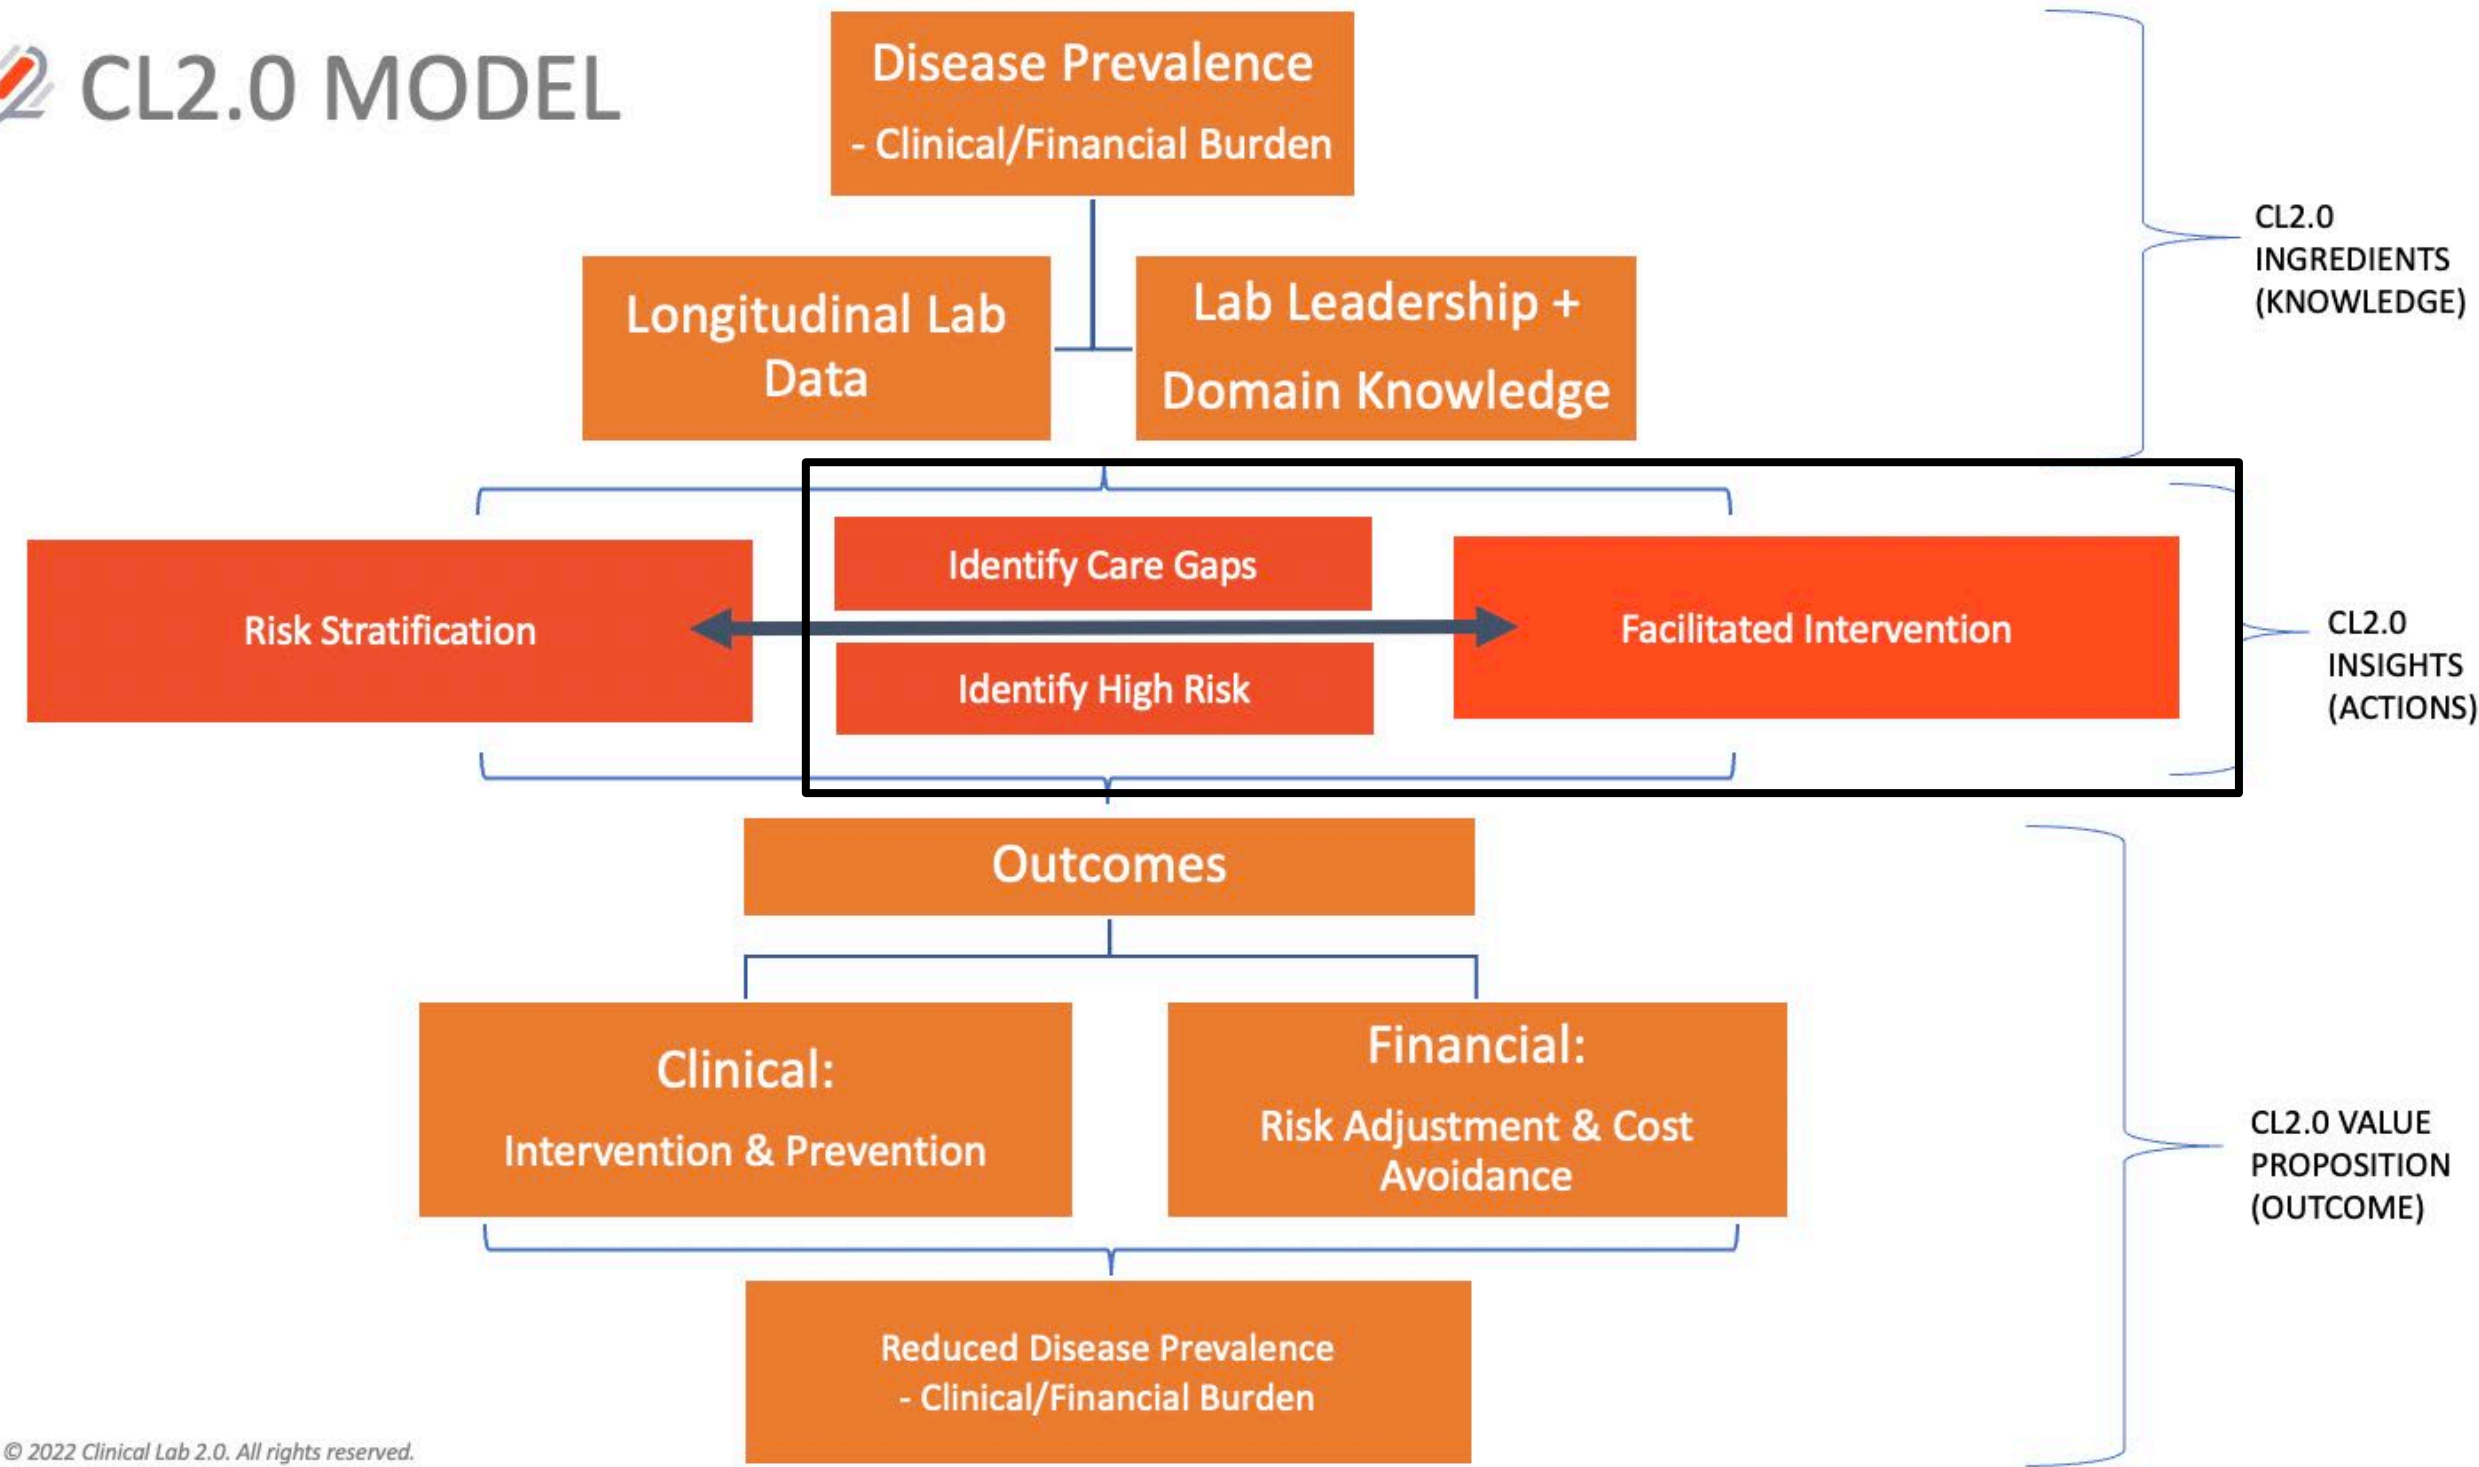 CL2.0 MODEL
Disease Prevalence
- Clinical/Financial Burden
Longitudinal Lab
Data
Lab Leadership +
Domain Knowledge
CL2.0
INGREDIENTS
(KNOWLEDGE)
Risk Stratification
Identify Care Gaps
Identify High Risk
Facilitated Intervention
CL2.0
INSIGHTS
(ACTIONS)
Outcomes
Clinical:
Intervention & Prevention
Financial:
Risk Adjustment & Cost
Avoidance
CL2.0 VALUE
PROPOSITION
(OUTCOME)
Reduced Disease Prevalence
- Clinical/Financial Burden
© 2022 Clinical Lab 2.0. All rights reserved.